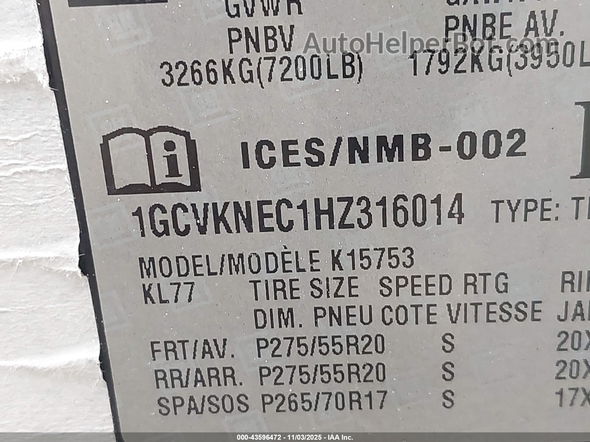 GVWR
PNBV PNBE AV.
AutoHelperBot.com
3266KG(7200LB) 1792KG(3950L
ICES/NMB-002
1GCVKNEC1HZ316014 TYPE:
MODEL/MODÈLE K15753
KL77 TIRE SIZE SPEED RTG
DIM. PNEU COTE VITESSE
FRT/AV. P275/55R20 S 20X
RR/ARR. P275/55R20 S 20X
SPA/SOS P265/70R17 S 17X
000-43596472 - 11/03/2025 - IAA Inc.